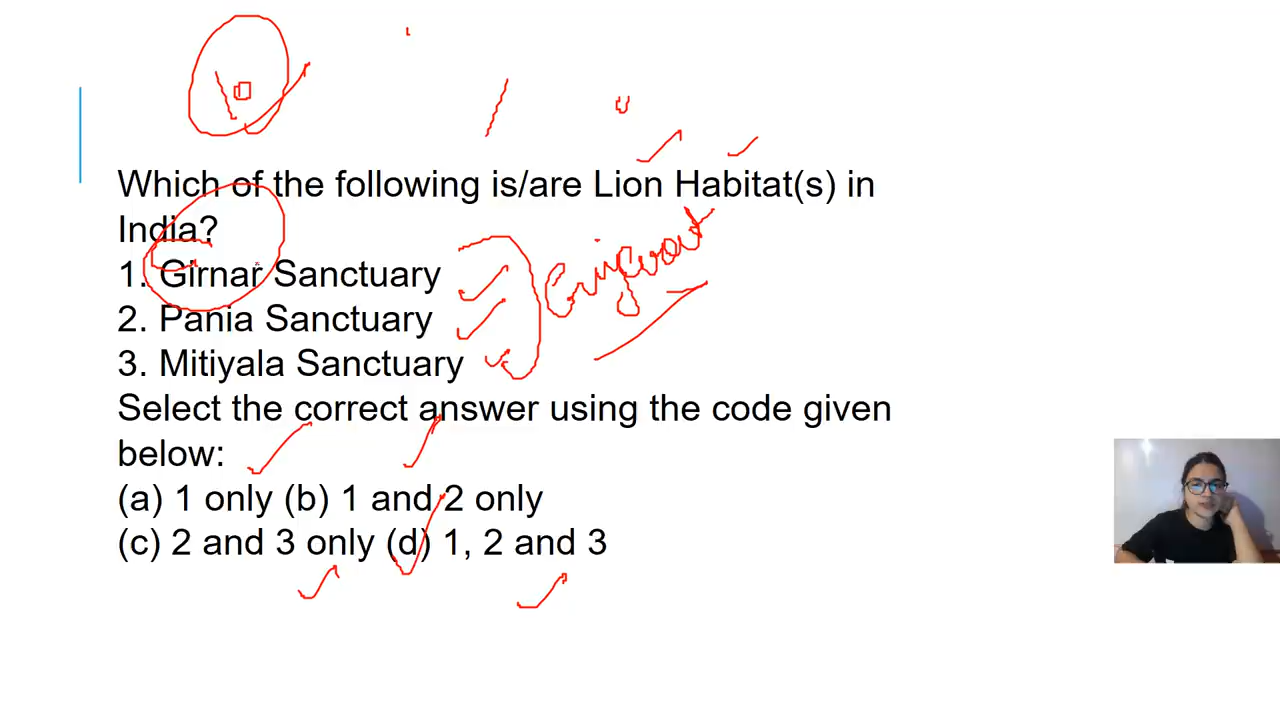 Which of the following is/are Lion Habitat(s) in
India?
1. Girnar Sanctuary
2. Pania Sanctuary
3. Mitiyala Sanctuary
Gujarat
Select the correct answer using the code given
below:
(a) 1 only (b) 1 and 2 only
(c) 2 and 3 only (d) 1, 2 and 3